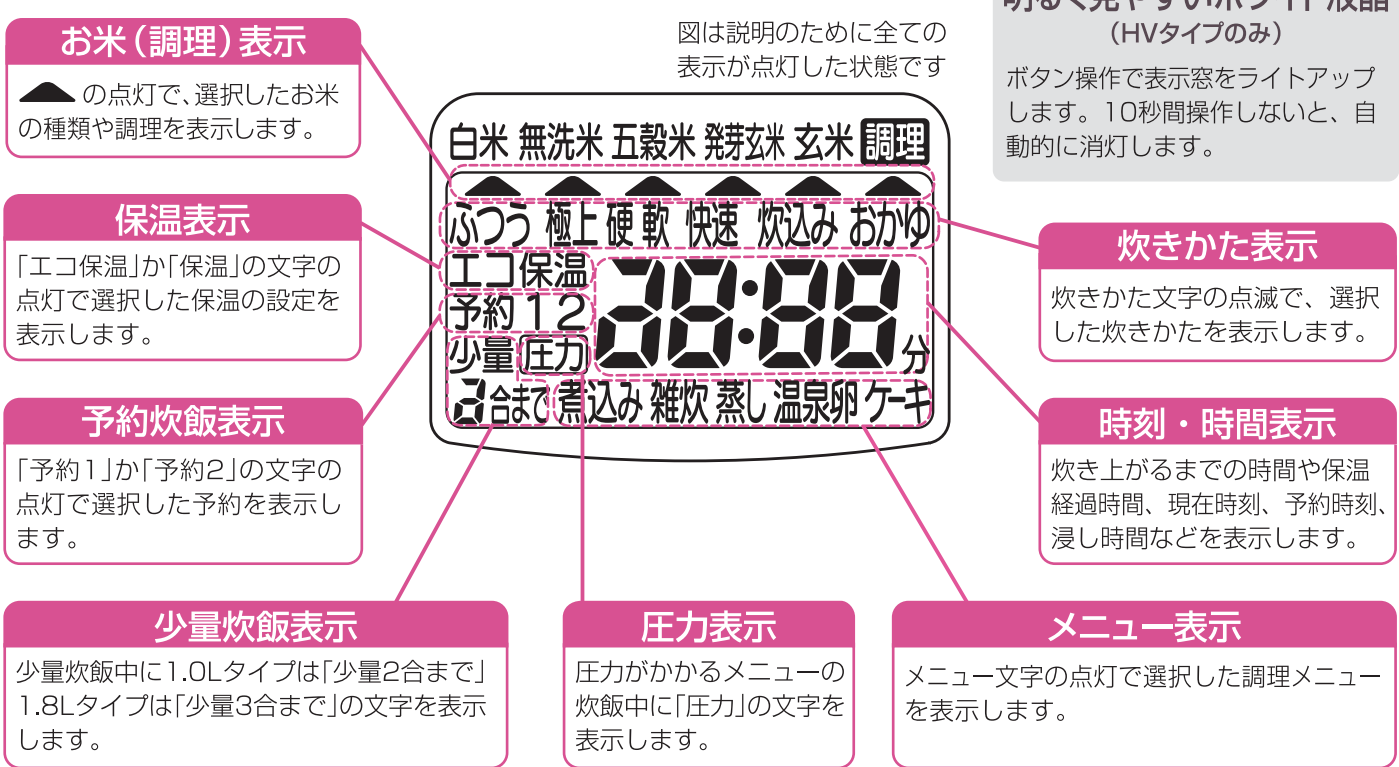 お米(調理)表示
▲の点灯で、選択したお米
の種類や調理を表示します。
図は説明のために全ての
表示が点灯した状態です
明るく見やすいホワイト液晶
(HVタイプのみ)
ボタン操作で表示窓をライトアップ
します。10秒間操作しないと、自
動的に消灯します。
白米 無洗米 五穀米 発芽玄米 玄米 調理
ふつう 極上 硬 軟 快速 炊込み おかゆ
エコ保温
予約12
28:88
少量 圧力
分
2合まで 煮込み 雑炊 蒸し 温泉卵 ケーキ
保温表示
「エコ保温」か「保温」の文字の
点灯で選択した保温の設定を
表示します。
予約炊飯表示
「予約1」か「予約2」の文字の
点灯で選択した予約を表示し
ます。
炊きかた表示
炊きかた文字の点滅で、選択
した炊きかたを表示します。
時刻・時間表示
炊き上がるまでの時間や保温
経過時間、現在時刻、予約時刻、
浸し時間などを表示します。
少量炊飯表示
少量炊飯中に1.0Lタイプは「少量2合まで」
1.8Lタイプは「少量3合まで」の文字を表示
します。
圧力表示
圧力がかかるメニューの
炊飯中に「圧力」の文字を
表示します。
メニュー表示
メニュー文字の点灯で選択した調理メニュー
を表示します。